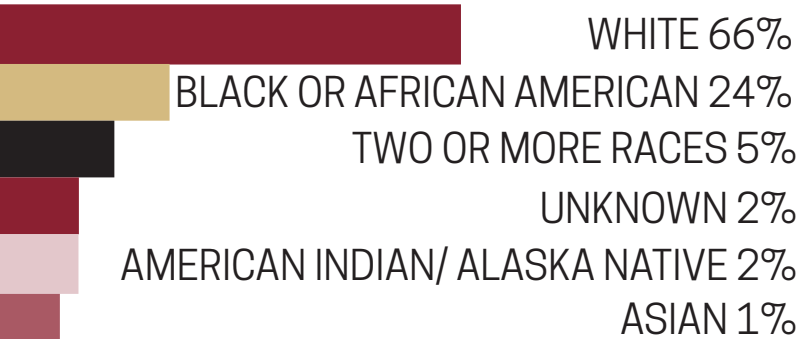 WHITE 66%
BLACK OR AFRICAN AMERICAN 24%
TWO OR MORE RACES 5%
UNKNOWN 2%
AMERICAN INDIAN/ ALASKA NATIVE 2%
ASIAN 1%